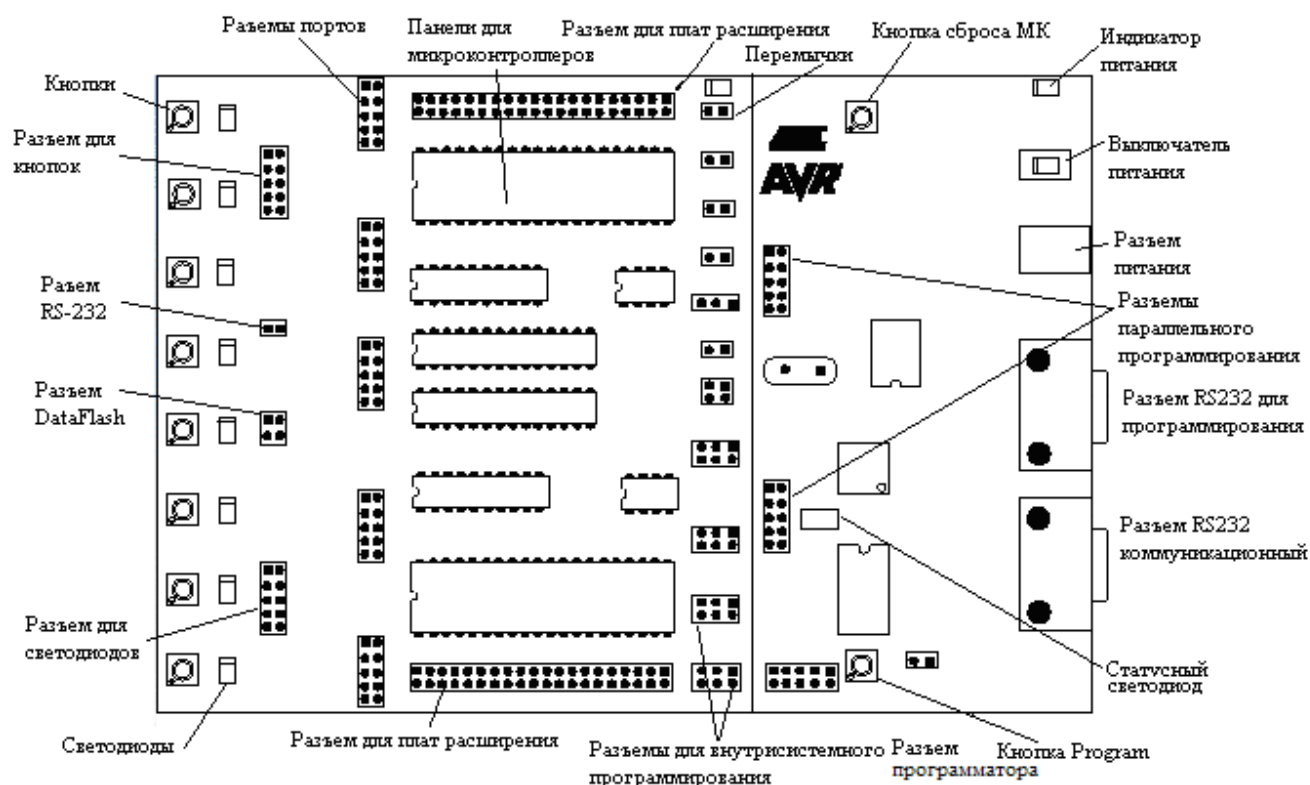 Разъемы портов
Панели для
микроконтроллеров
Разъем для плат расширения
Перемычки
Кнопка сброса МК
Индикатор
питания
Кнопки
Разъем для
кнопок
AVR
Выключатель
питания
Разъем
питания
Разъем
RS-232
Разъемы
параллельного
программирования
Разъем
DataFlash
Разъем RS232 для
программирования
Разъем RS232
коммуникационный
Разъем для
светодиодов
Статусный
светодиод
Светодиоды
Разъем для плат расширения
Разъемы для внутрисистемного
программирования
Разъем
программатора
Кнопка Program